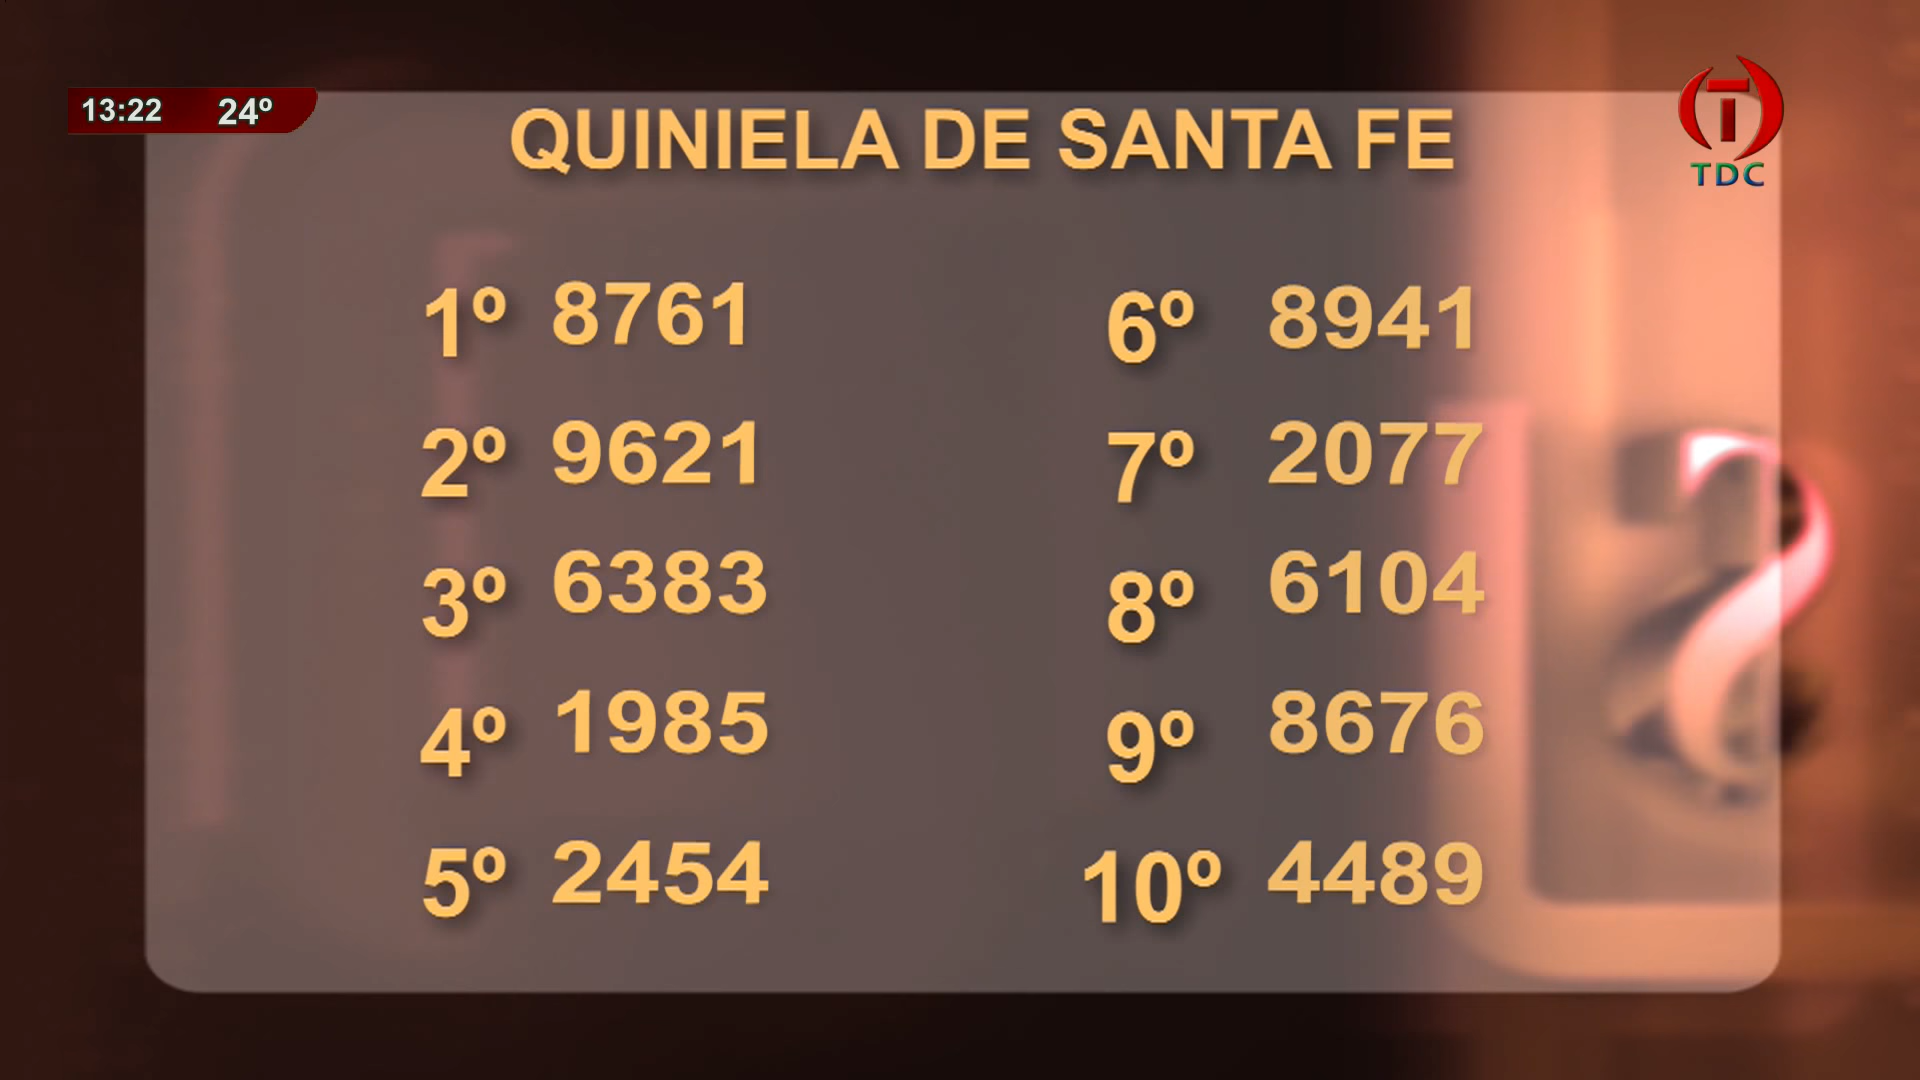 13:22 24º
TDC
QUINIELA DE SANTA FE
1º 8761
2º 9621
3º 6383
4º 1985
5º 2454
6º 8941
7º 2077
8º 6104
9º 8676
10º 4489